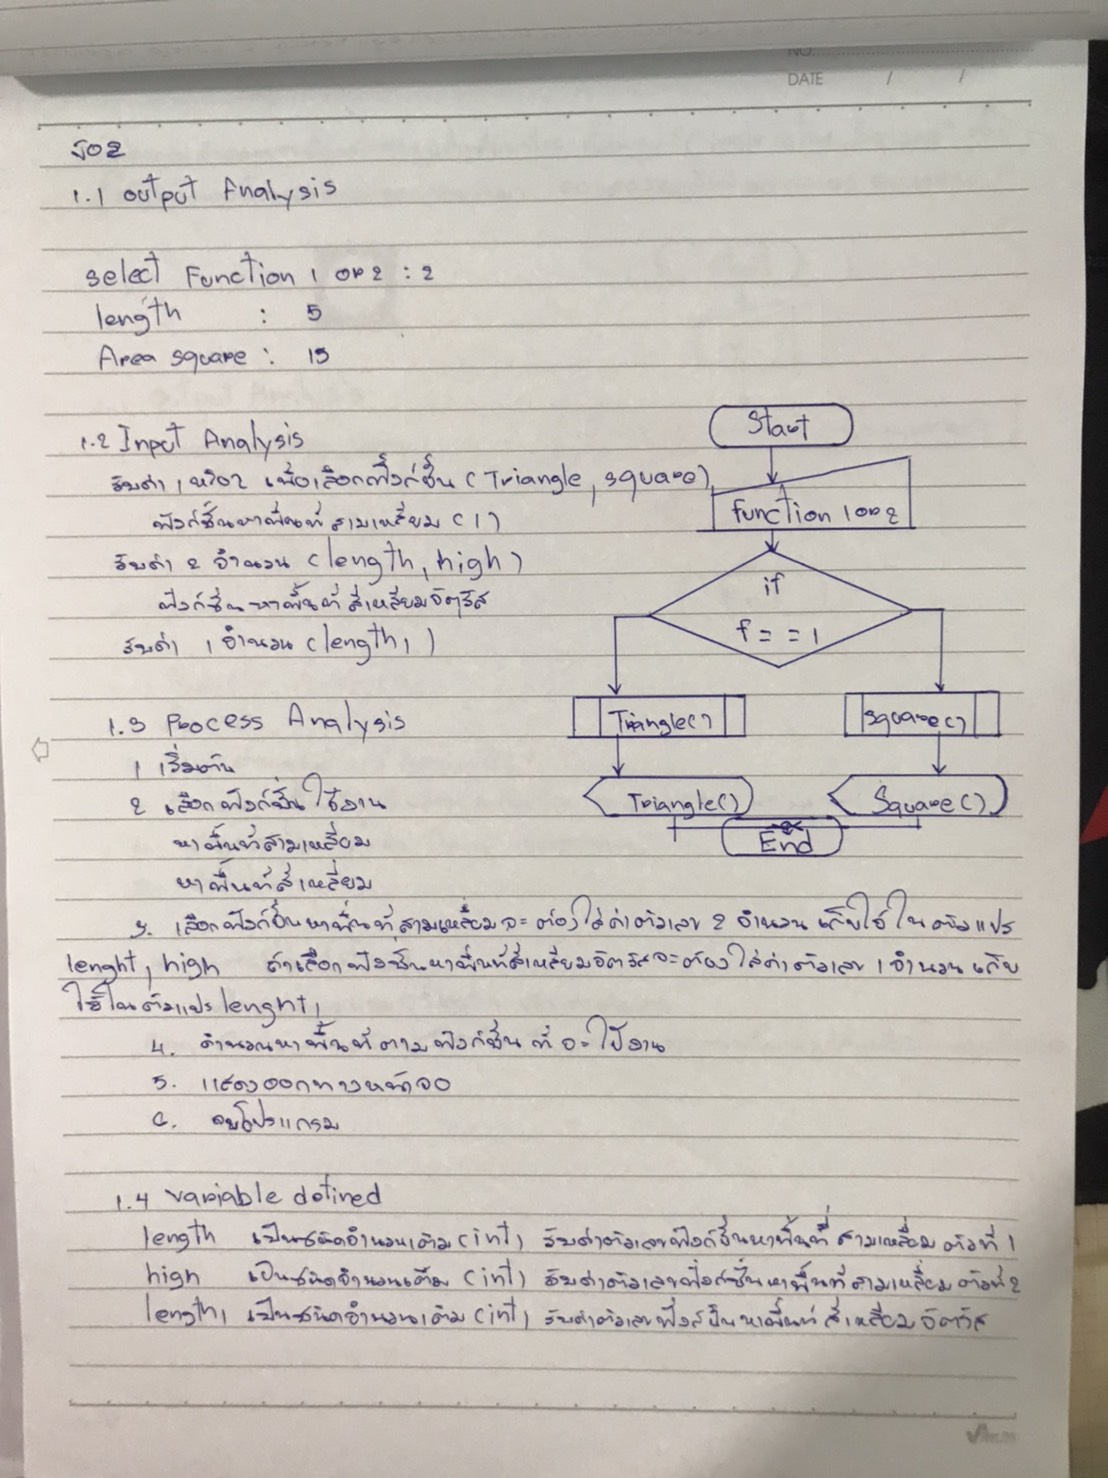 NO.
DATE / /
ข้อ 2
1.1 output Analysis
select Function 1 or 2 : 2
length : 5
Area square : 15
1.2 Input Analysis
รับค่า 1 หรือ 2 เพื่อเลือกฟังก์ชั่น (Triangle, square)
ฟังก์ชั่นหาพื้นที่สามเหลี่ยม (1)
รับค่า 2 จำนวน (length, high)
ฟังก์ชั่นหาพื้นที่สี่เหลี่ยมจัตุรัส
รับค่า 1 จำนวน (length1)
Start
function 1 or 2
if
f == 1
Triangle()
square()
Triangle()
Square()
End
1.3 Process Analysis
1 เริ่มต้น
2 เลือกฟังก์ชั่นใช้งาน
หาพื้นที่สามเหลี่ยม
หาพื้นที่สี่เหลี่ยม
3. เลือกฟังก์ชั่นหาพื้นที่สามเหลี่ยมจะต้องใส่ค่าตัวเลข 2 จำนวน เก็บไว้ในตัวแปร
lenght, high ถ้าเลือกฟังชั่นหาพื้นที่สี่เหลี่ยมจัตุรัสจะต้องใส่ค่าตัวเลข 1 จำนวน เก็บ
ไว้ในตัวแปร lenght1
4. คำนวณหาพื้นที่ตามฟังก์ชั่นที่จะใช้งาน
5. แสดงออกทางหน้าจอ
6. จบโปรแกรม
1.4 variable defined
length เป็นชนิดจำนวนเต็ม (int) รับค่าตัวเลขฟังก์ชั่นหาพื้นที่สามเหลี่ยม ตัวที่ 1
high เป็นชนิดจำนวนเต็ม (int) รับค่าตัวเลขฟังก์ชั่นหาพื้นที่สามเหลี่ยม ตัวที่ 2
length1 เป็นชนิดจำนวนเต็ม (int) รับค่าตัวเลขฟังก์ชั่นหาพื้นที่สี่เหลี่ยมจัตุรัส